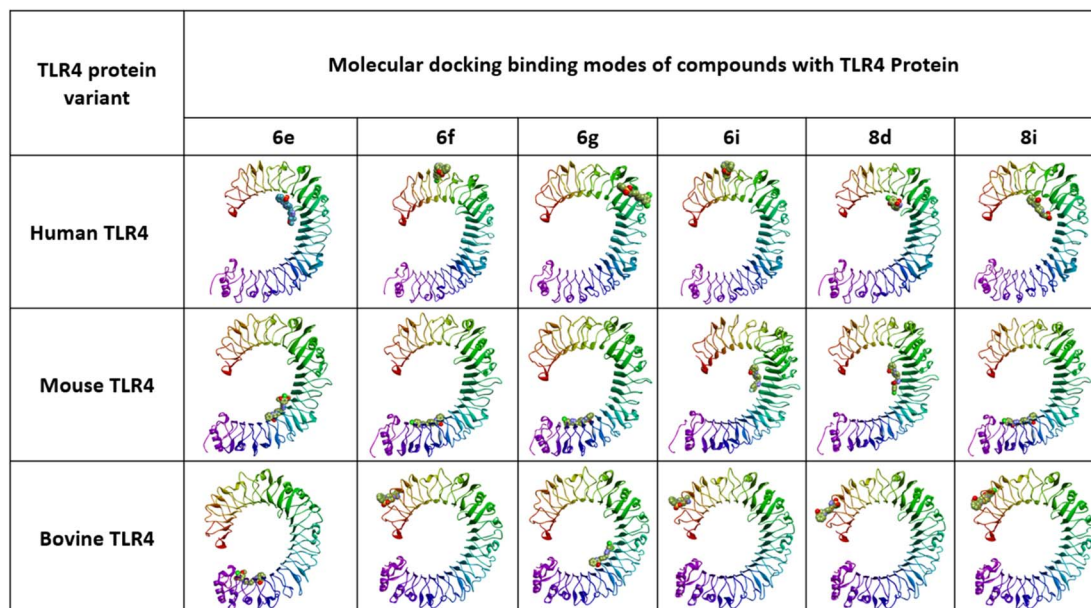 TLR4 protein
variant
Molecular docking binding modes of compounds with TLR4 Protein
6e
6f
6g
6i
8d
8i
Human TLR4
Mouse TLR4
Bovine TLR4